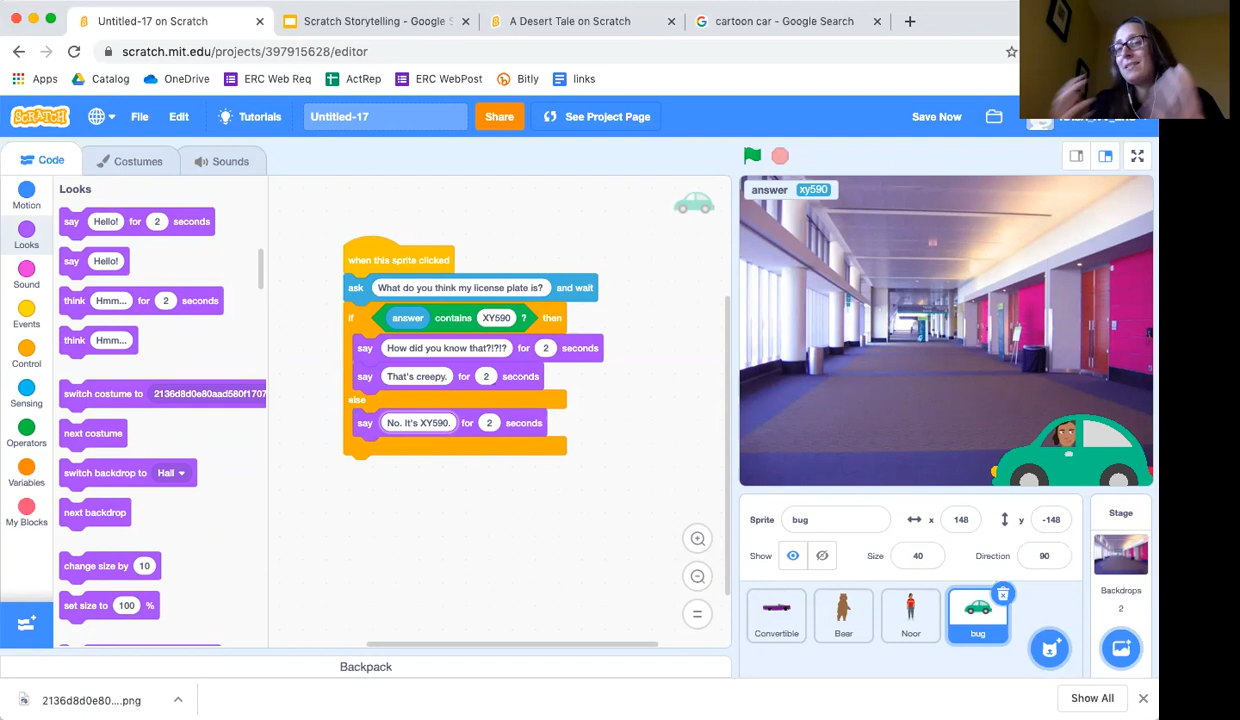 Untitled-17 on Scratch
Scratch Storytelling - Google S
A Desert Tale on Scratch
cartoon car - Google Search
scratch.mit.edu/projects/397915628/editor
Apps Catalog OneDrive ERC Web Req ActRep ERC WebPost Bitly links
SCRATCH File Edit Tutorials Untitled-17 Share See Project Page Save Now
Code Costumes Sounds
Motion
Looks
Sound
Events
Control
Sensing
Operators
Variables
My Blocks
Looks
say Hello! for 2 seconds
say Hello!
think Hmm... for 2 seconds
think Hmm...
switch costume to 2136d8d0e80aad580f1707
next costume
switch backdrop to Hall
next backdrop
change size by 10
set size to 100 %
when this sprite clicked
ask What do you think my license plate is? and wait
if answer contains XY590 ? then
say How did you know that?!?!? for 2 seconds
say That's creepy. for 2 seconds
else
say No. It's XY590. for 2 seconds
Backpack
answer xy590
Sprite bug x 148 y -148
Show Size 40 Direction 90
Convertible
Bear
Noor
bug
Stage
Backdrops
2
2136d8d0e80....png
Show All